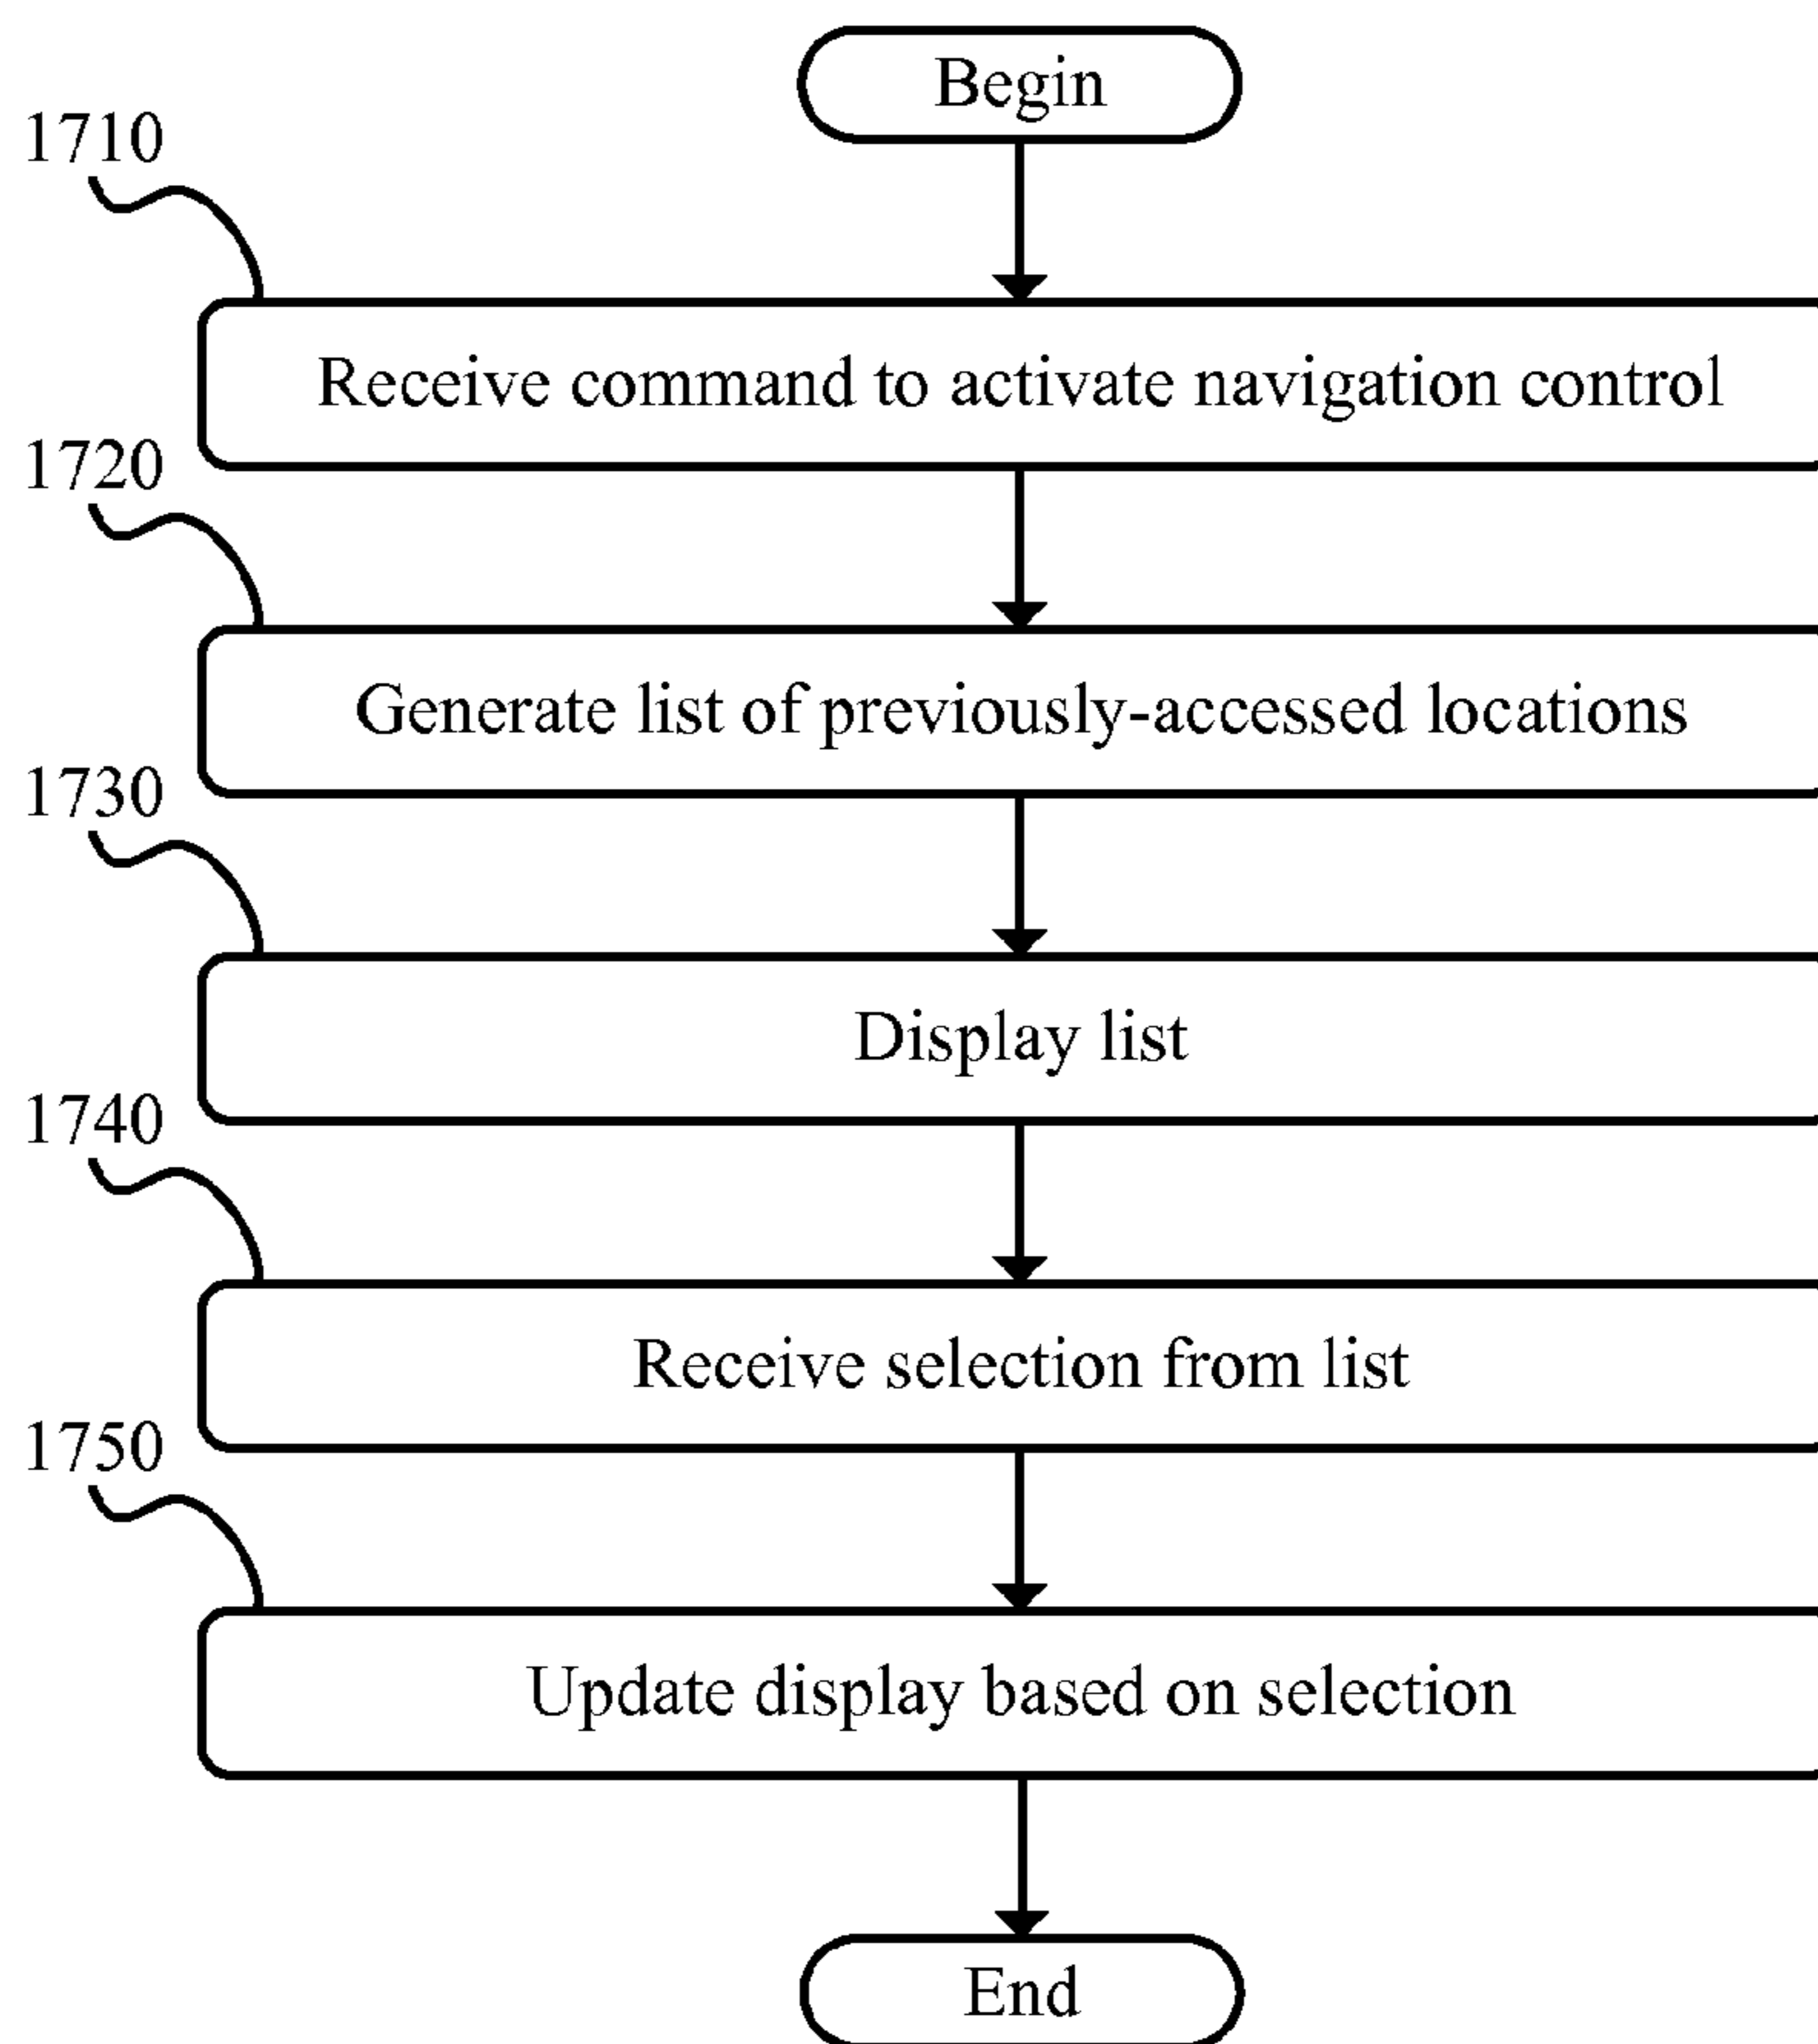 Begin
1710
Receive command to activate navigation control
1720
Generate list of previously-accessed locations
1730
Display list
1740
Receive selection from list
1750
Update display based on selection
End